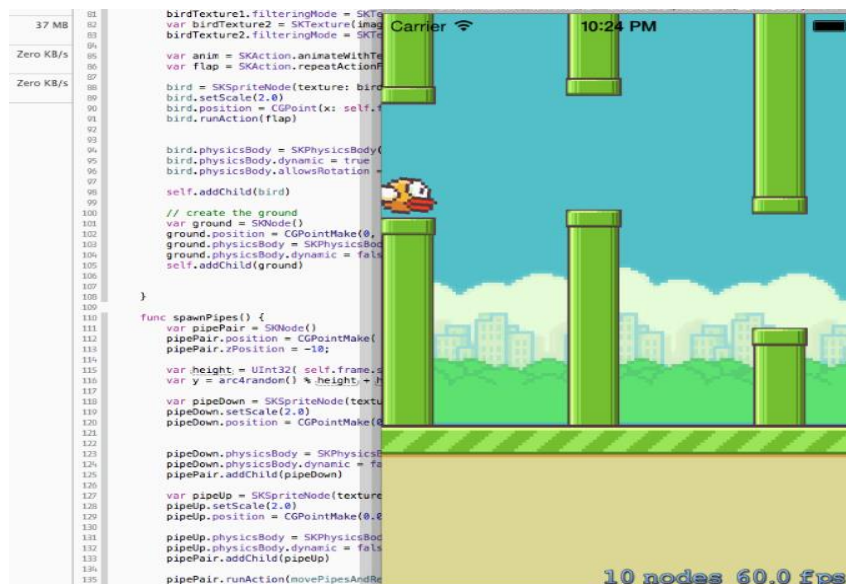 37 MB
Zero KB/s
Zero KB/s
81 birdTexture1.filteringMode = SKTe
82 var birdTexture2 = SKTexture(imag
83 birdTexture2.filteringMode = SKTe
84
85 var anim = SKAction.animateWithTe
86 var flap = SKAction.repeatActionF
87
88 bird = SKSpriteNode(texture: bird
89 bird.setScale(2.0)
90 bird.position = CGPoint(x: self.f
91 bird.runAction(flap)
92
93
94 bird.physicsBody = SKPhysicsBody(
95 bird.physicsBody.dynamic = true
96 bird.physicsBody.allowsRotation =
97
98 self.addChild(bird)
99
100 // create the ground
101 var ground = SKNode()
102 ground.position = CGPointMake(0,
103 ground.physicsBody = SKPhysicsBod
104 ground.physicsBody.dynamic = fals
105 self.addChild(ground)
106
107
108 }
109
110 func spawnPipes() {
111 var pipePair = SKNode()
112 pipePair.position = CGPointMake(
113 pipePair.zPosition = -10;
114
115 var height = UInt32( self.frame.s
116 var y = arc4random() % height + h
117
118 var pipeDown = SKSpriteNode(textu
119 pipeDown.setScale(2.0)
120 pipeDown.position = CGPointMake(0
121
122
123 pipeDown.physicsBody = SKPhysicsB
124 pipeDown.physicsBody.dynamic = fa
125 pipePair.addChild(pipeDown)
126
127 var pipeUp = SKSpriteNode(texture
128 pipeUp.setScale(2.0)
129 pipeUp.position = CGPointMake(0.0
130
131 pipeUp.physicsBody = SKPhysicsBod
132 pipeUp.physicsBody.dynamic = fals
133 pipePair.addChild(pipeUp)
134
135 pipePair.runAction(movePipesAndRe
Carrier 10:24 PM
10 nodes 60.0 fps